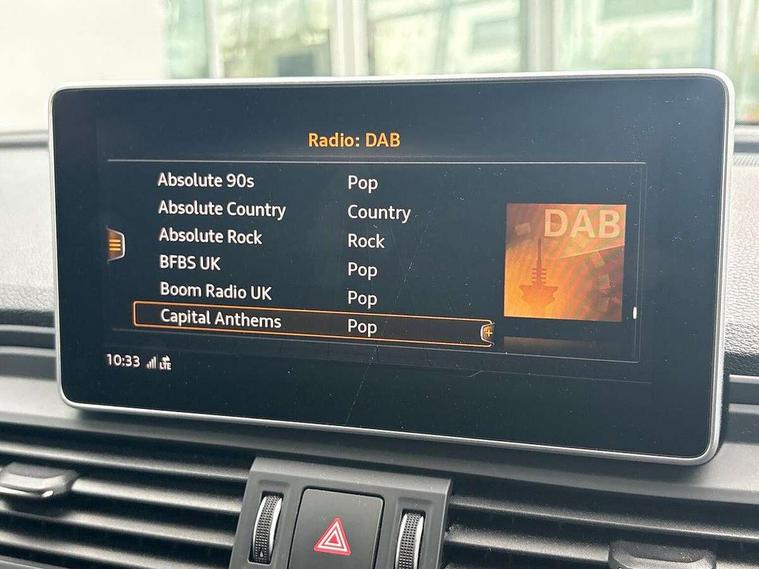 Radio: DAB
Absolute 90s Pop
Absolute Country Country
Absolute Rock Rock
BFBS UK Pop
Boom Radio UK Pop
Capital Anthems Pop
DAB
10:33 LTE